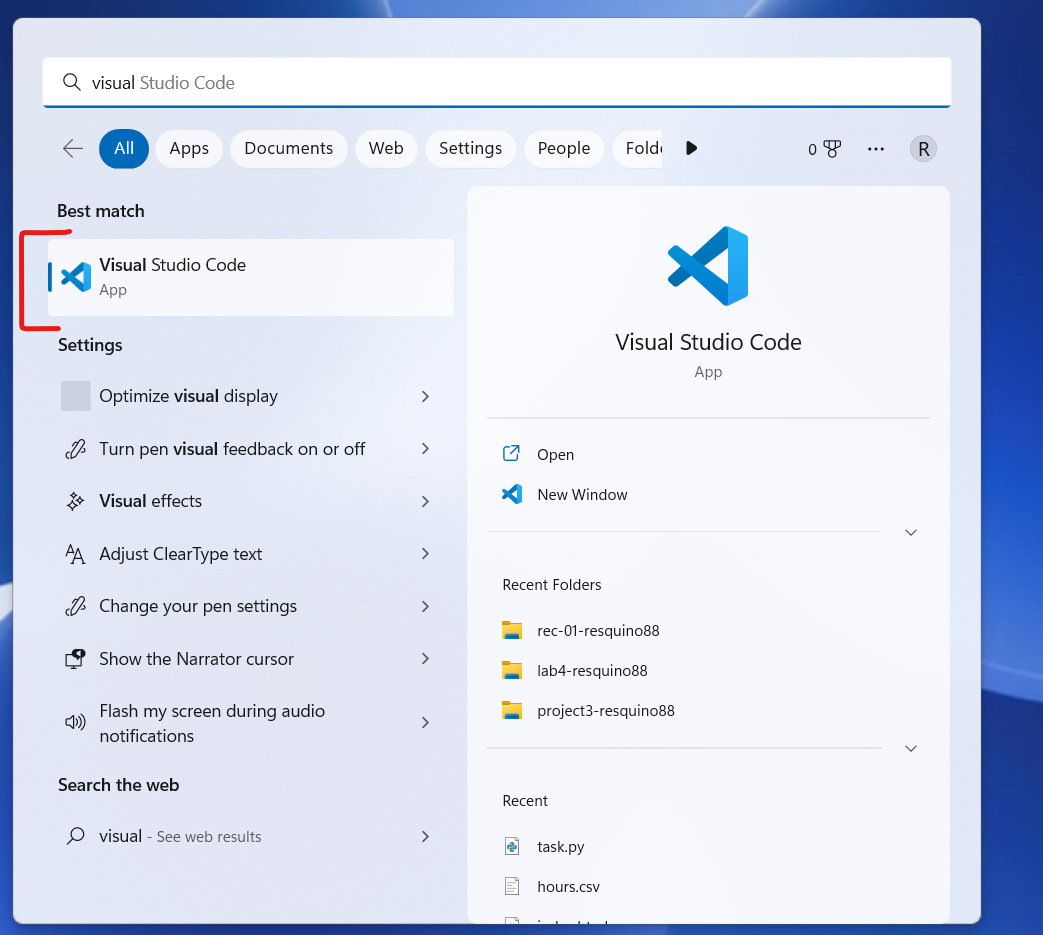 visual Studio Code
All Apps Documents Web Settings People Folde 0 R
Best match
Visual Studio Code
App
Settings
Optimize visual display
Turn pen visual feedback on or off
Visual effects
Adjust ClearType text
Change your pen settings
Show the Narrator cursor
Flash my screen during audio
notifications
Search the web
visual - See web results
Visual Studio Code
App
Open
New Window
Recent Folders
rec-01-resquino88
lab4-resquino88
project3-resquino88
Recent
task.py
hours.csv